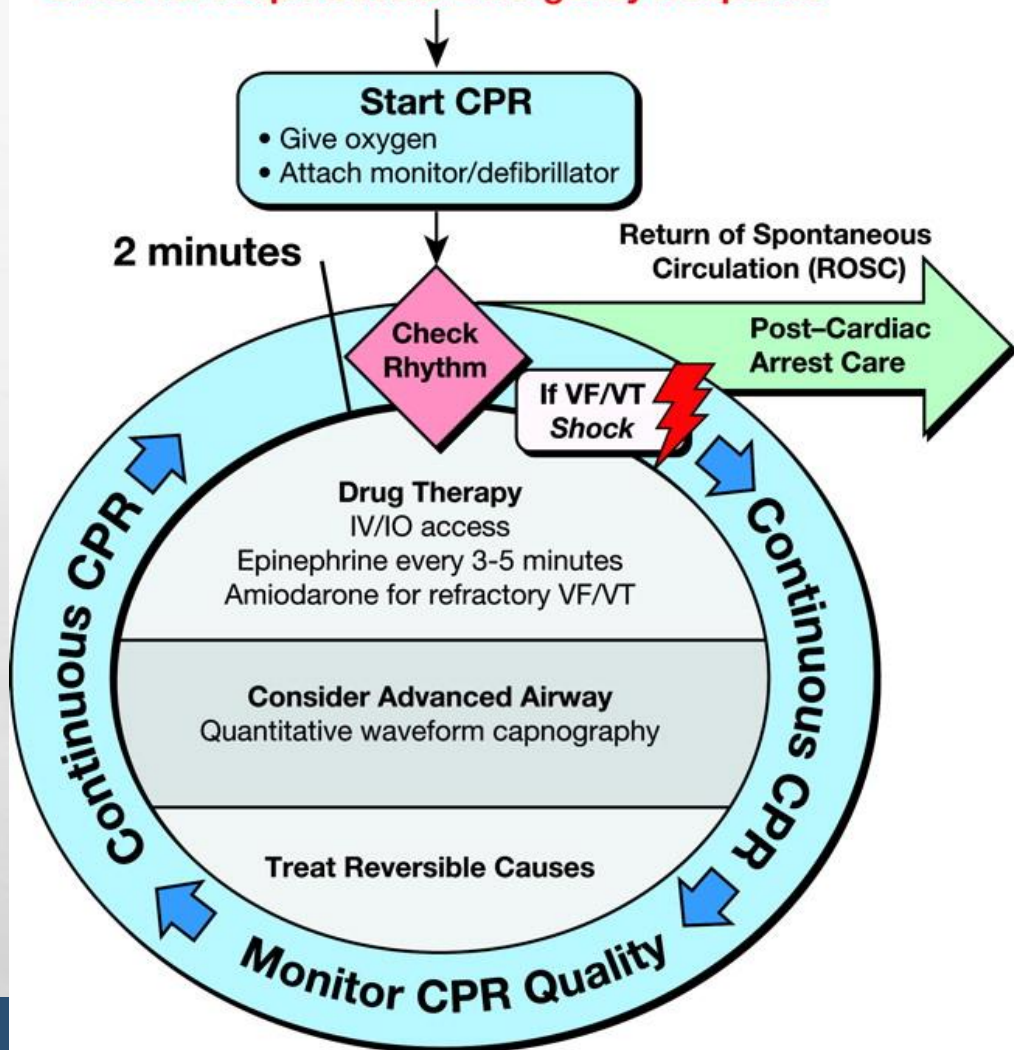 Start CPR
• Give oxygen
• Attach monitor/defibrillator
2 minutes
Return of Spontaneous
Circulation (ROSC)
Check
Rhythm
Post–Cardiac
Arrest Care
If VF/VT
Shock
Drug Therapy
IV/IO access
Epinephrine every 3-5 minutes
Amiodarone for refractory VF/VT
Consider Advanced Airway
Quantitative waveform capnography
Treat Reversible Causes
Continuous CPR
Continuous CPR
Monitor CPR Quality